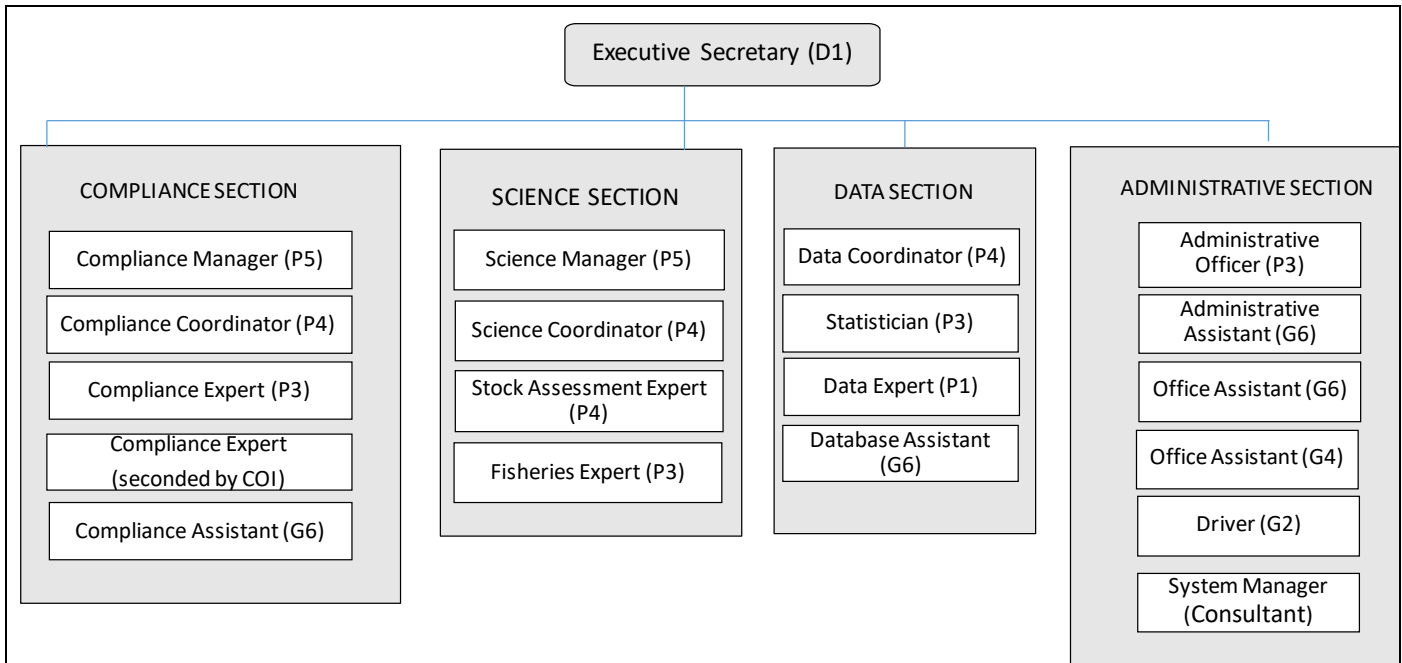 Executive Secretary (D1)
COMPLIANCE SECTION
Compliance Manager (P5)
Compliance Coordinator (P4)
Compliance Expert (P3)
Compliance Expert
(seconded by COI)
Compliance Assistant (G6)
SCIENCE SECTION
Science Manager (P5)
Science Coordinator (P4)
Stock Assessment Expert
(P4)
Fisheries Expert (P3)
DATA SECTION
Data Coordinator (P4)
Statistician (P3)
Data Expert (P1)
Database Assistant
(G6)
ADMINISTRATIVE SECTION
Administrative
Officer (P3)
Administrative
Assistant (G6)
Office Assistant (G6)
Office Assistant (G4)
Driver (G2)
System Manager
(Consultant)